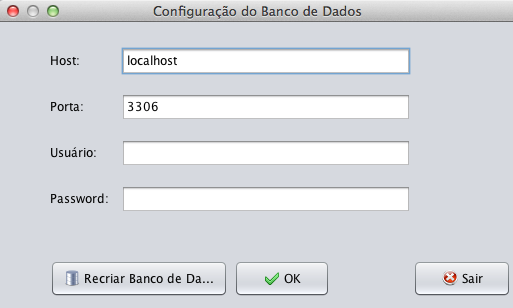 Configuração do Banco de Dados
Host: localhost
Porta: 3306
Usuário:
Password:
Recriar Banco de Da... OK Sair